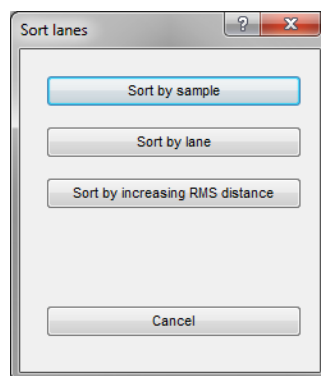 Sort lanes
?
Sort by sample
Sort by lane
Sort by increasing RMS distance
Cancel